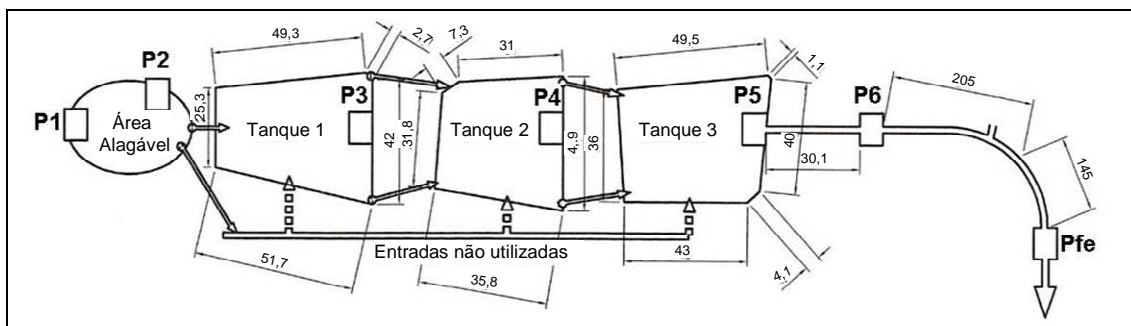 49,3
2,7
7,3
31
49,5
1,1
205
P2
P1
Área
Alagável
25,3
Tanque 1
P3
42
31,8
Tanque 2
P4
4,.9
36
Tanque 3
P5
40
P6
30,1
145
Entradas não utilizadas
51,7
35,8
43
4,1
Pfe